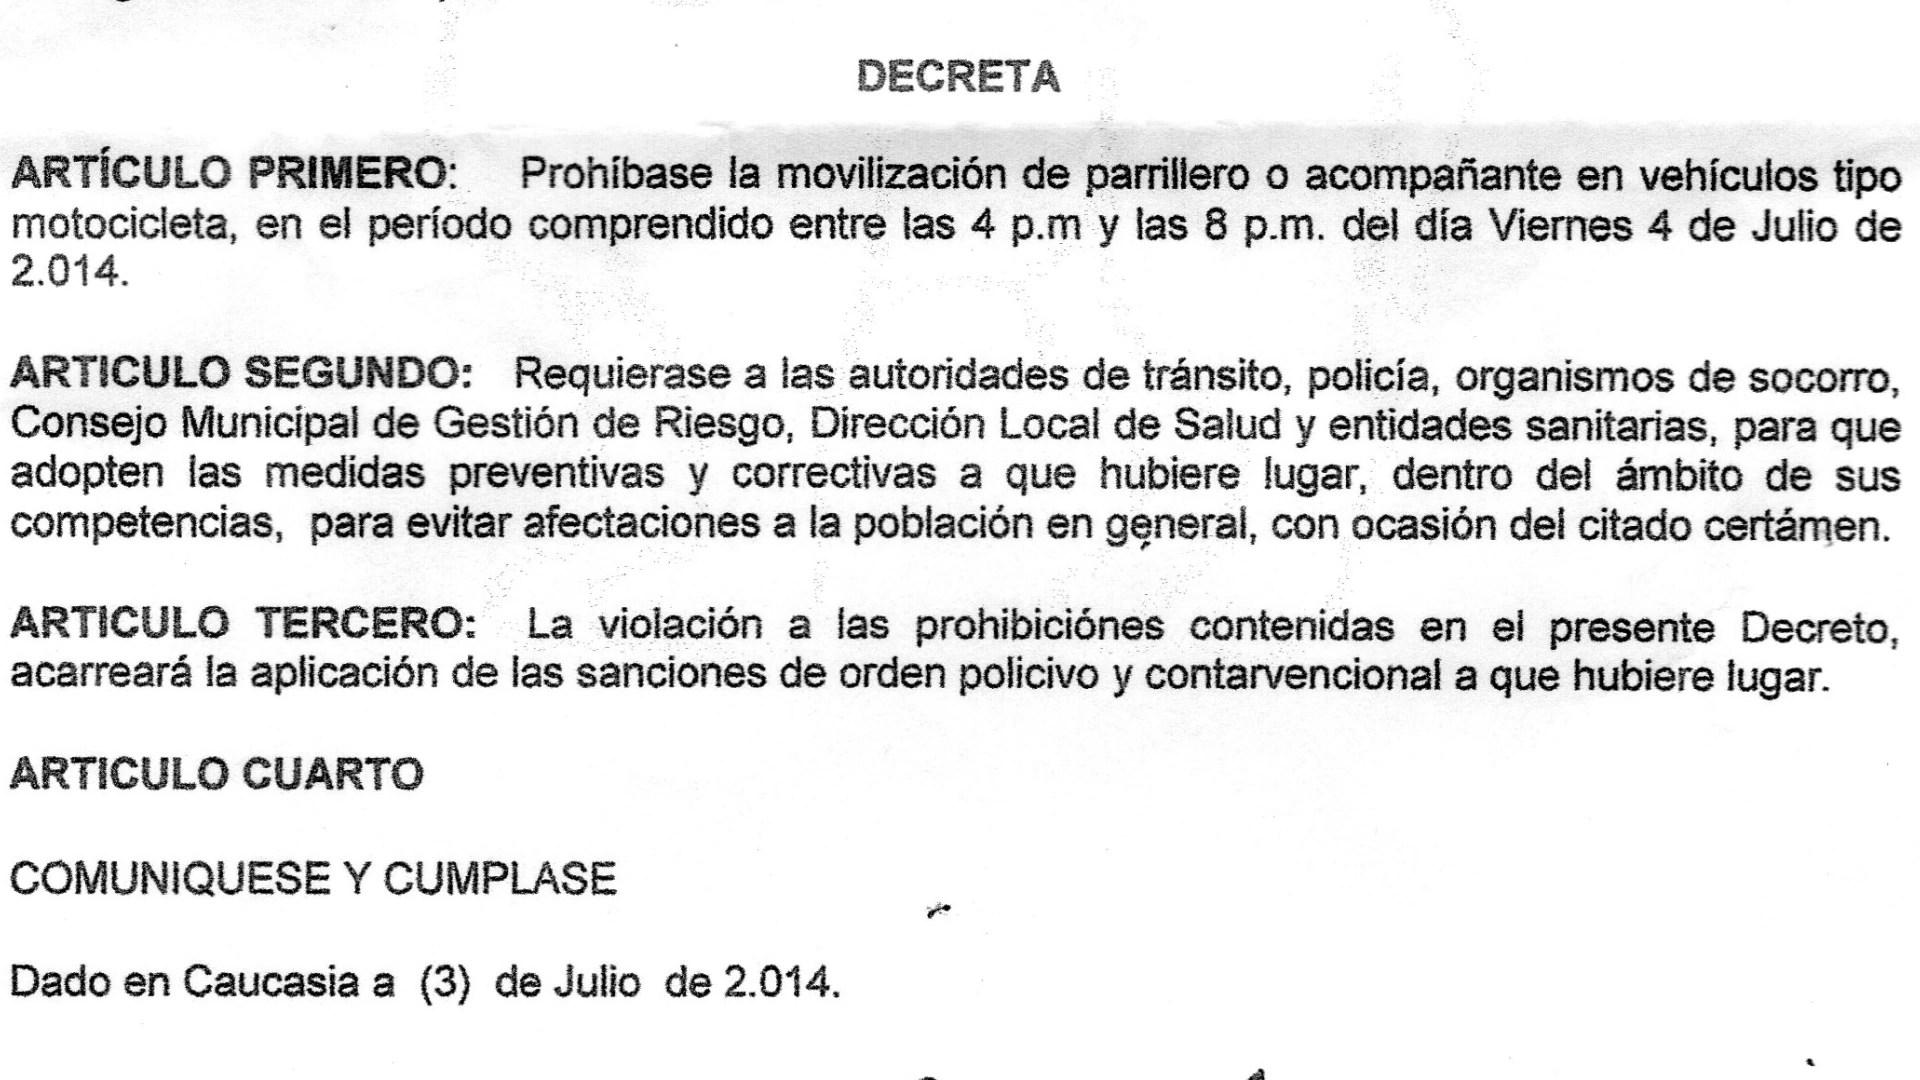 DECRETA
ARTÍCULO PRIMERO: Prohíbase la movilización de parrillero o acompañante en vehículos tipo
motocicleta, en el período comprendido entre las 4 p.m y las 8 p.m. del día Viernes 4 de Julio de
2.014.
ARTICULO SEGUNDO: Requierase a las autoridades de tránsito, policía, organismos de socorro,
Consejo Municipal de Gestión de Riesgo, Dirección Local de Salud y entidades sanitarias, para que
adopten las medidas preventivas y correctivas a que hubiere lugar, dentro del ámbito de sus
competencias, para evitar afectaciones a la población en general, con ocasión del citado certámen.
ARTICULO TERCERO: La violación a las prohibiciónes contenidas en el presente Decreto,
acarreará la aplicación de las sanciones de orden policivo y contarvencional a que hubiere lugar.
ARTICULO CUARTO
COMUNIQUESE Y CUMPLASE
Dado en Caucasia a (3) de Julio de 2.014.